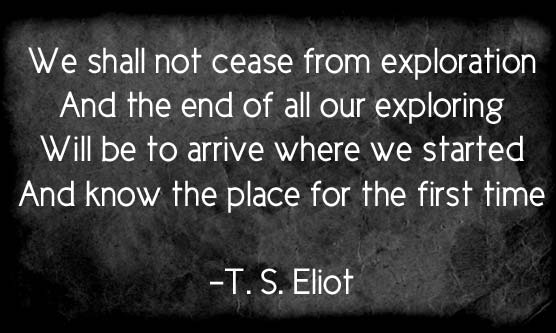 We shall not cease from exploration
And the end of all our exploring
Will be to arrive where we started
And know the place for the first time
-T. S. Eliot